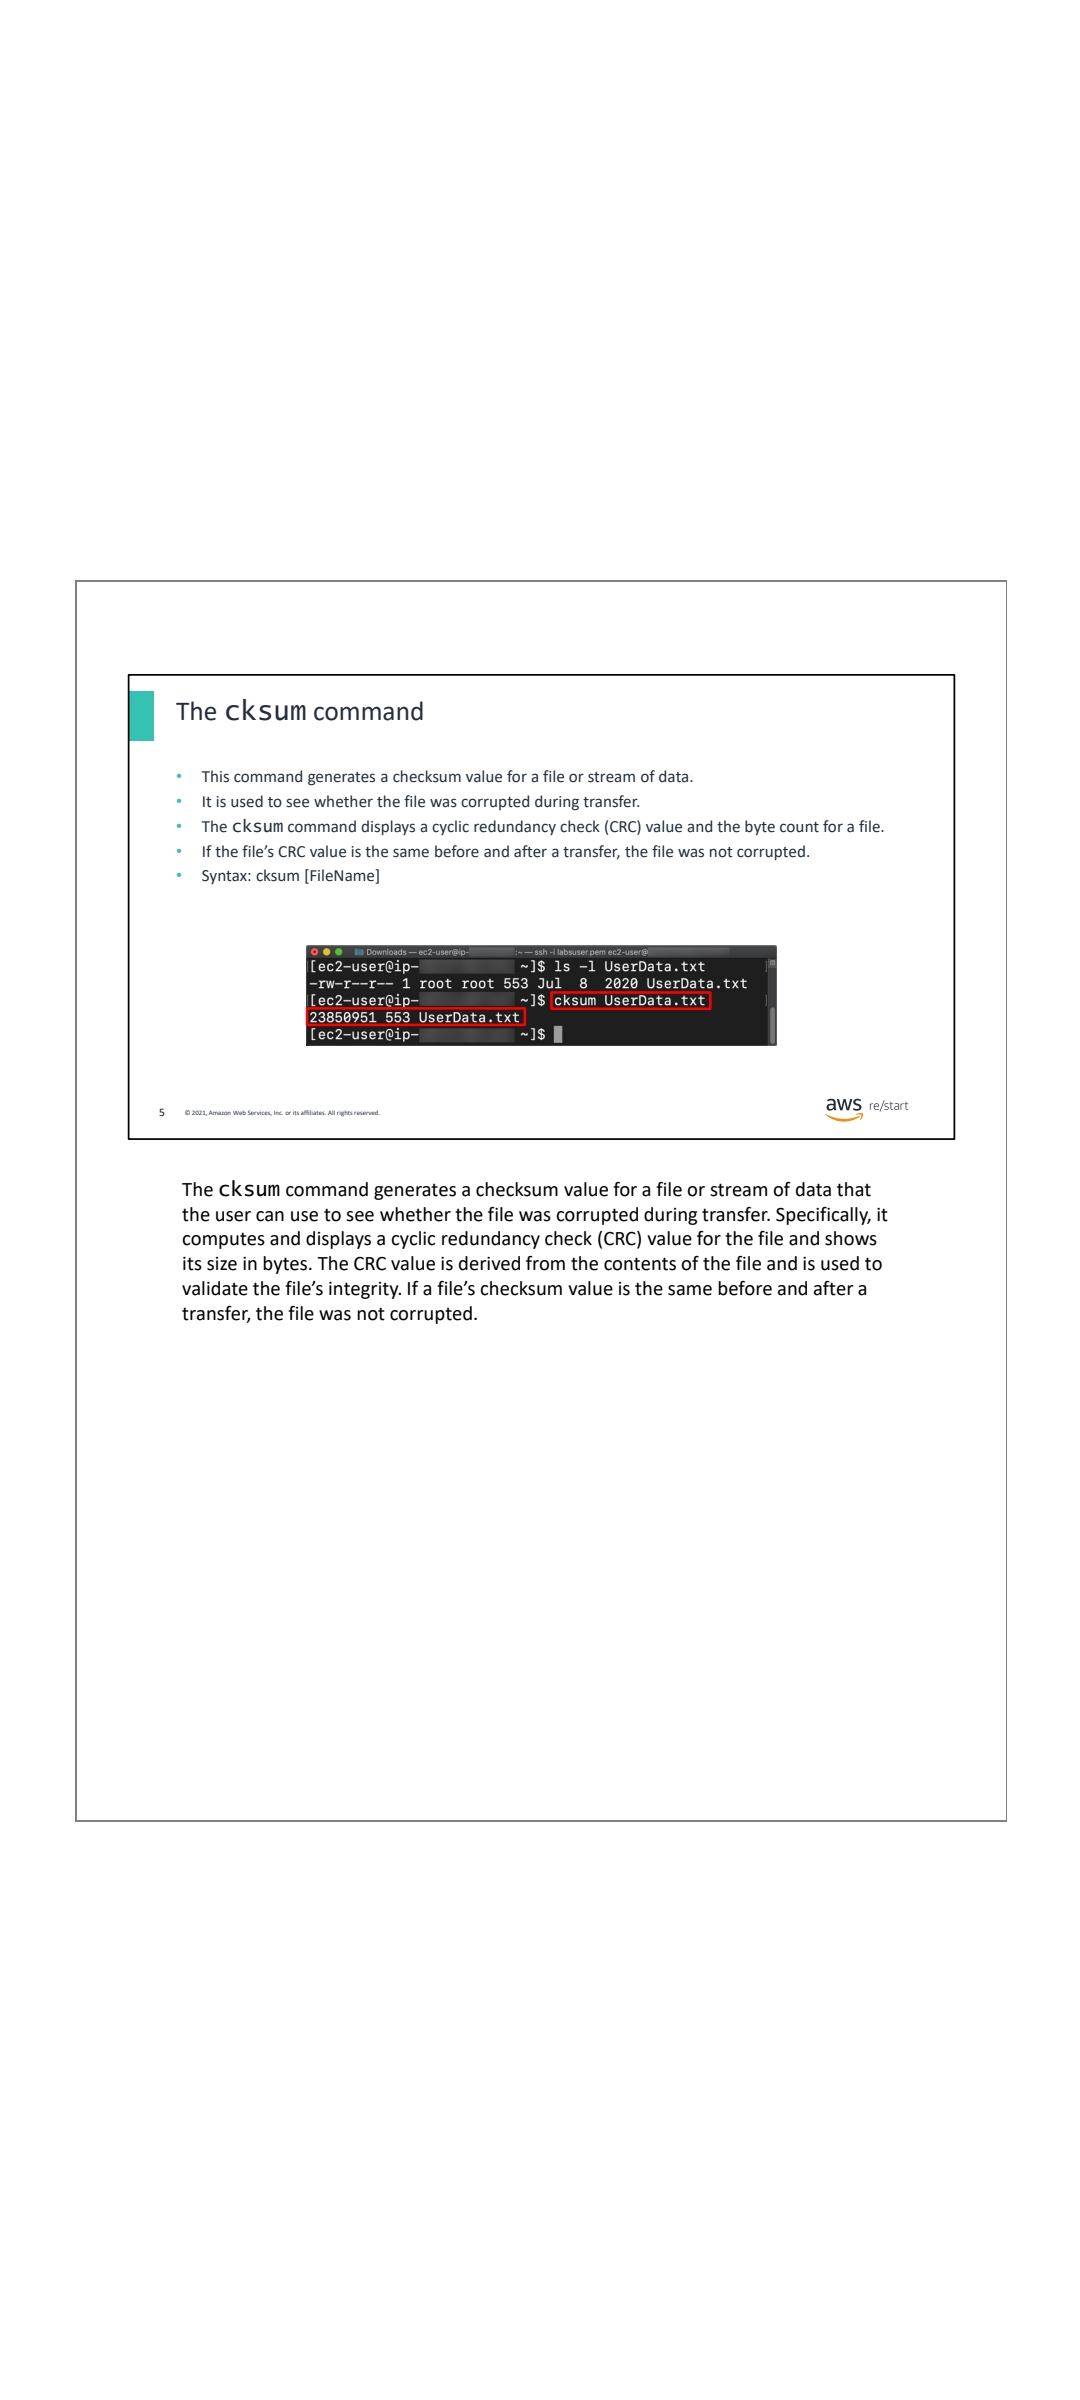 The cksum command
• This command generates a checksum value for a file or stream of data.
• It is used to see whether the file was corrupted during transfer.
• The cksum command displays a cyclic redundancy check (CRC) value and the byte count for a file.
• If the file’s CRC value is the same before and after a transfer, the file was not corrupted.
• Syntax: cksum [FileName]
Downloads — ec2-user@ip- :~ — ssh -i labsuser.pem ec2-user@
[ec2-user@ip- ~]$ ls -l UserData.txt
-rw-r--r-- 1 root root 553 Jul 8 2020 UserData.txt
[ec2-user@ip- ~]$ cksum UserData.txt
23850951 553 UserData.txt
[ec2-user@ip- ~]$
5 © 2021, Amazon Web Services, Inc. or its affiliates. All rights reserved.
aws re/start
The cksum command generates a checksum value for a file or stream of data that
the user can use to see whether the file was corrupted during transfer. Specifically, it
computes and displays a cyclic redundancy check (CRC) value for the file and shows
its size in bytes. The CRC value is derived from the contents of the file and is used to
validate the file’s integrity. If a file’s checksum value is the same before and after a
transfer, the file was not corrupted.